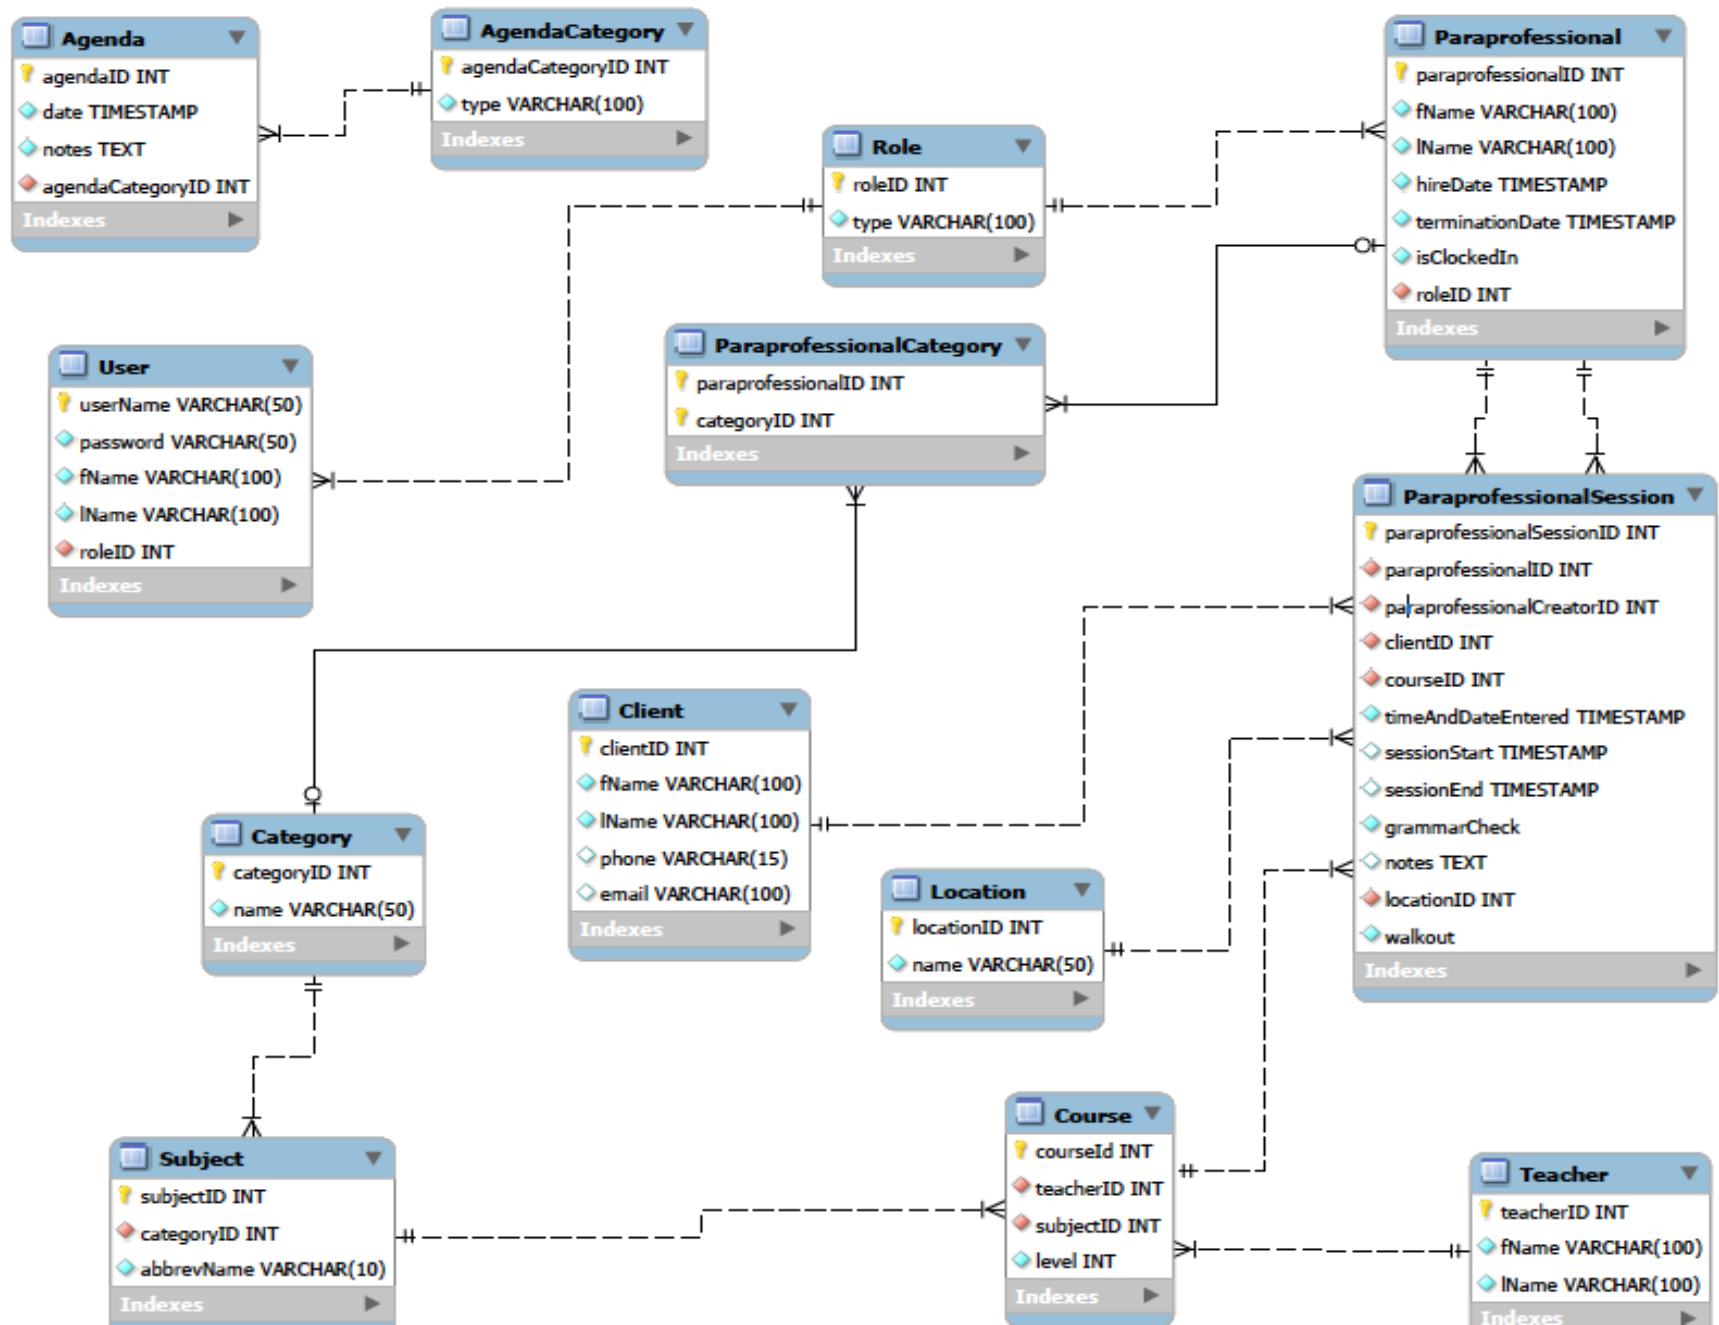 Agenda
agendaID INT
date TIMESTAMP
notes TEXT
agendaCategoryID INT
Indexes
AgendaCategory
agendaCategoryID INT
type VARCHAR(100)
Indexes
Role
roleID INT
type VARCHAR(100)
Indexes
Paraprofessional
paraprofessionalID INT
fName VARCHAR(100)
lName VARCHAR(100)
hireDate TIMESTAMP
terminationDate TIMESTAMP
isClockedIn
roleID INT
Indexes
User
userName VARCHAR(50)
password VARCHAR(50)
fName VARCHAR(100)
lName VARCHAR(100)
roleID INT
Indexes
ParaprofessionalCategory
paraprofessionalID INT
categoryID INT
Indexes
ParaprofessionalSession
paraprofessionalSessionID INT
paraprofessionalID INT
paraprofessionalCreatorID INT
clientID INT
courseID INT
timeAndDateEntered TIMESTAMP
sessionStart TIMESTAMP
sessionEnd TIMESTAMP
grammarCheck
notes TEXT
locationID INT
walkout
Indexes
Client
clientID INT
fName VARCHAR(100)
lName VARCHAR(100)
phone VARCHAR(15)
email VARCHAR(100)
Indexes
Category
categoryID INT
name VARCHAR(50)
Indexes
Location
locationID INT
name VARCHAR(50)
Indexes
Subject
subjectID INT
categoryID INT
abbrevName VARCHAR(10)
Indexes
Course
courseId INT
teacherID INT
subjectID INT
level INT
Indexes
Teacher
teacherID INT
fName VARCHAR(100)
lName VARCHAR(100)
Indexes